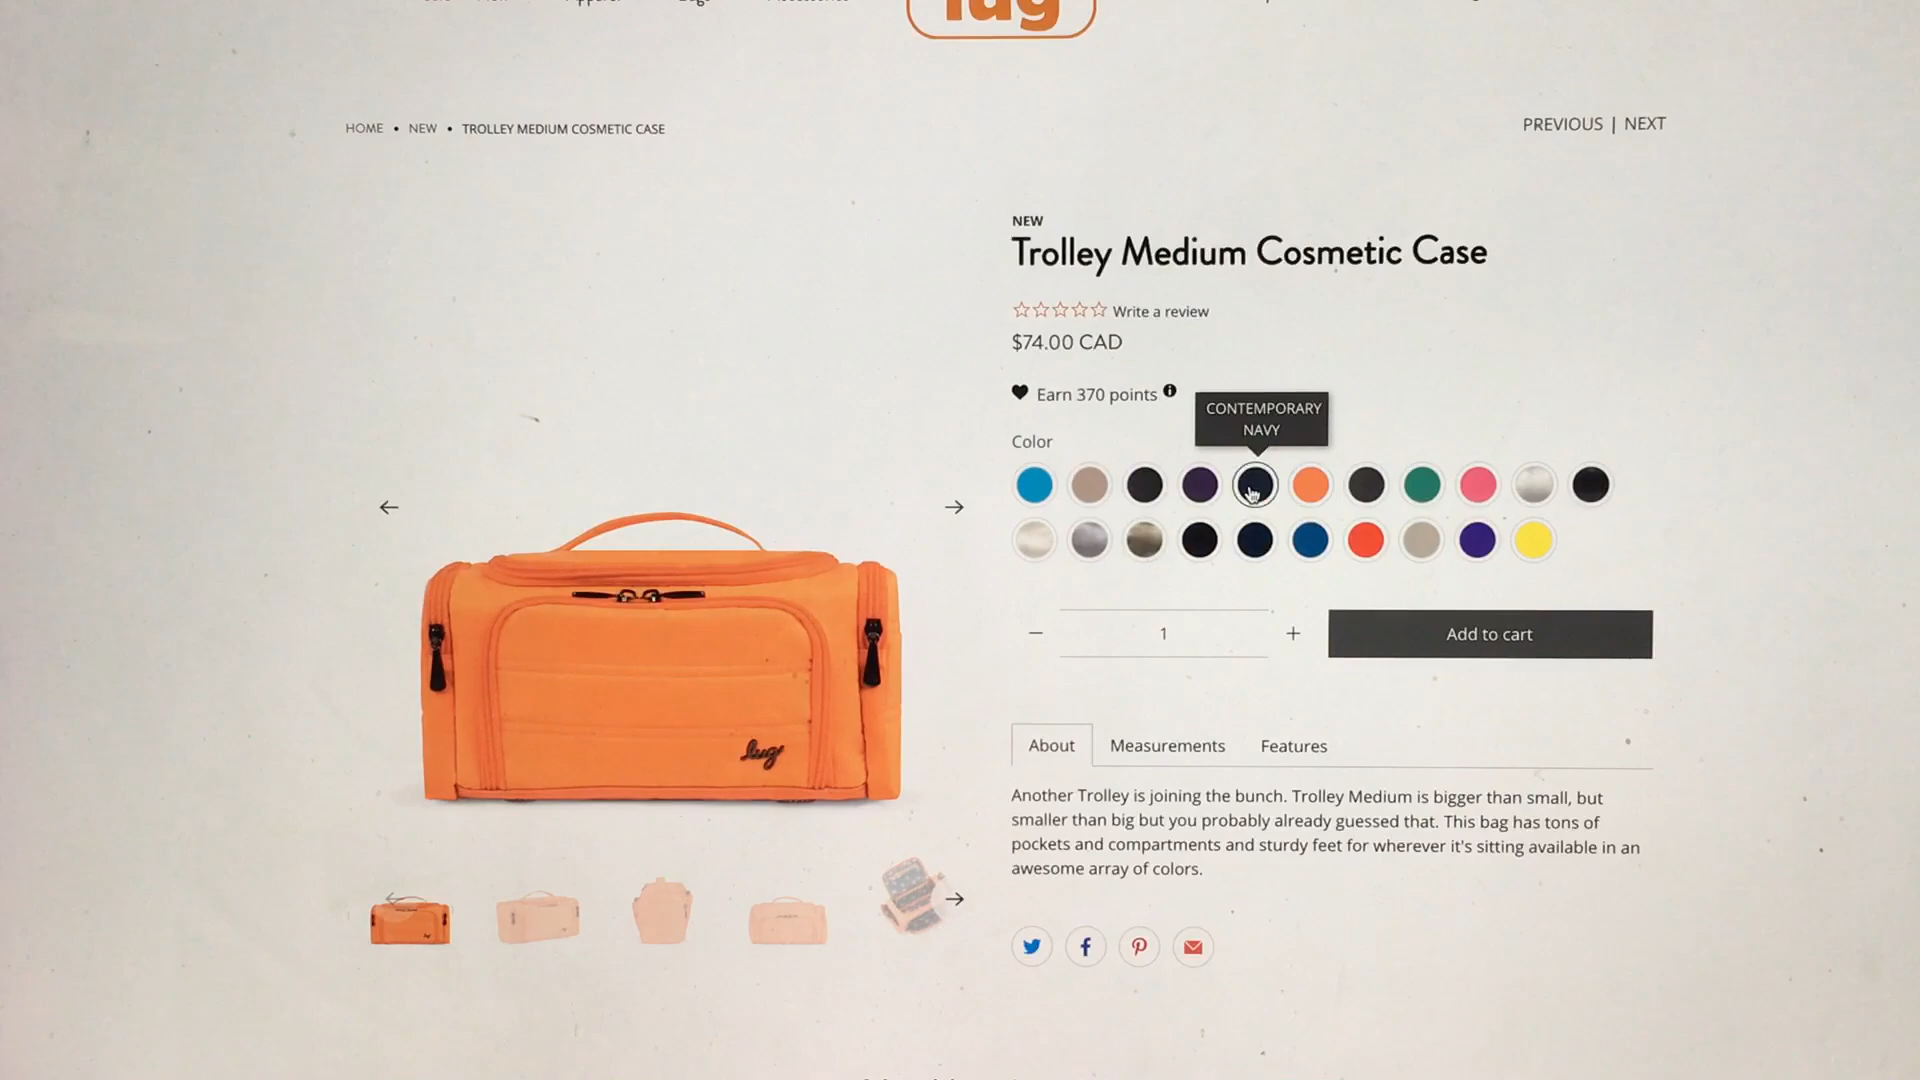 lug
HOME • NEW • TROLLEY MEDIUM COSMETIC CASE
PREVIOUS | NEXT
NEW
Trolley Medium Cosmetic Case
Write a review
$74.00 CAD
Earn 370 points
CONTEMPORARY
NAVY
Color
− 1 +
Add to cart
About Measurements Features
Another Trolley is joining the bunch. Trolley Medium is bigger than small, but
smaller than big but you probably already guessed that. This bag has tons of
pockets and compartments and sturdy feet for wherever it's sitting available in an
awesome array of colors.
lug